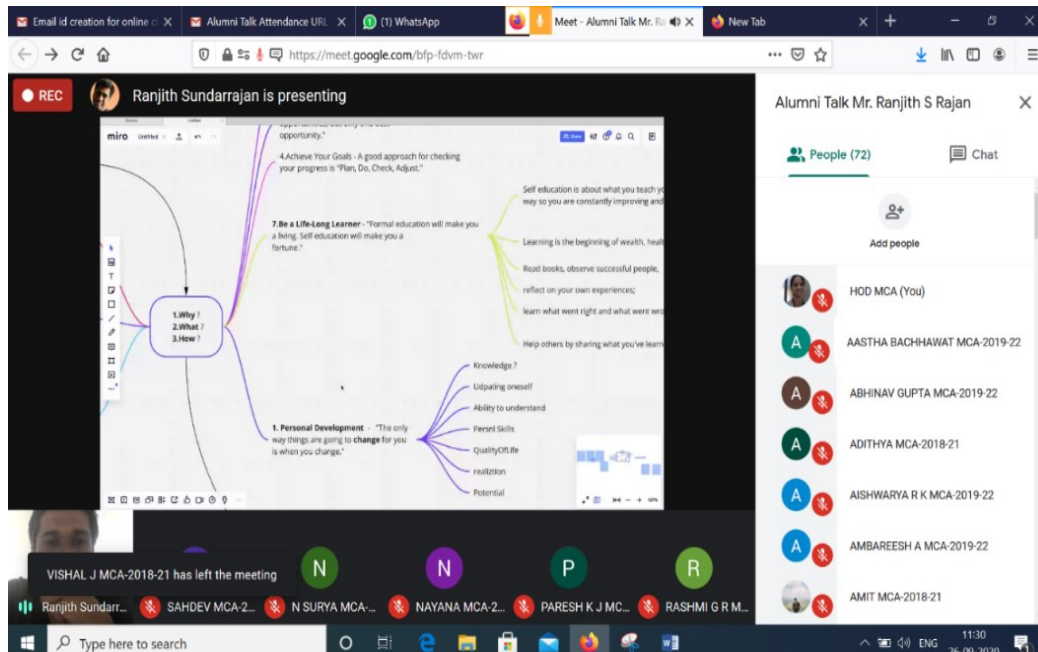 Email id creation for online cl
Alumni Talk Attendance URL
(1) WhatsApp
Meet - Alumni Talk Mr. Ra
New Tab
https://meet.google.com/bfp-fdvm-twr
REC
Ranjith Sundarrajan is presenting
miro
Untitled
Share
opportunity."
4.Achieve Your Goals - A good approach for checking
your progress is "Plan, Do, Check, Adjust."
7.Be a Life-Long Learner - "Formal education will make you
a living. Self education will make you a
fortune."
Self education is about what you teach yo
way so you are constantly improving and
Learning is the beginning of wealth, healt
Read books, observe successful people,
reflect on your own experiences;
learn what went right and what went wro
Help others by sharing what you've learn
1.Why ?
2.What ?
3.How ?
Knowledge ?
Udpating oneself
Ability to understand
Persnl Skills
QualityOfLife
realiztion
Potential
1. Personal Development - "The only
way things are going to change for you
is when you change."
Alumni Talk Mr. Ranjith S Rajan
People (72)
Chat
Add people
HOD MCA (You)
A
AASTHA BACHHAWAT MCA-2019-22
A
ABHINAV GUPTA MCA-2019-22
A
ADITHYA MCA-2018-21
A
AISHWARYA R K MCA-2019-22
A
AMBAREESH A MCA-2019-22
AMIT MCA-2018-21
VISHAL J MCA-2018-21 has left the meeting
N
N
P
R
Ranjith Sundarr...
SAHDEV MCA-2...
N SURYA MCA-...
NAYANA MCA-2...
PARESH K J MC...
RASHMI G R M...
Type here to search
ENG
11:30
26-09-2020